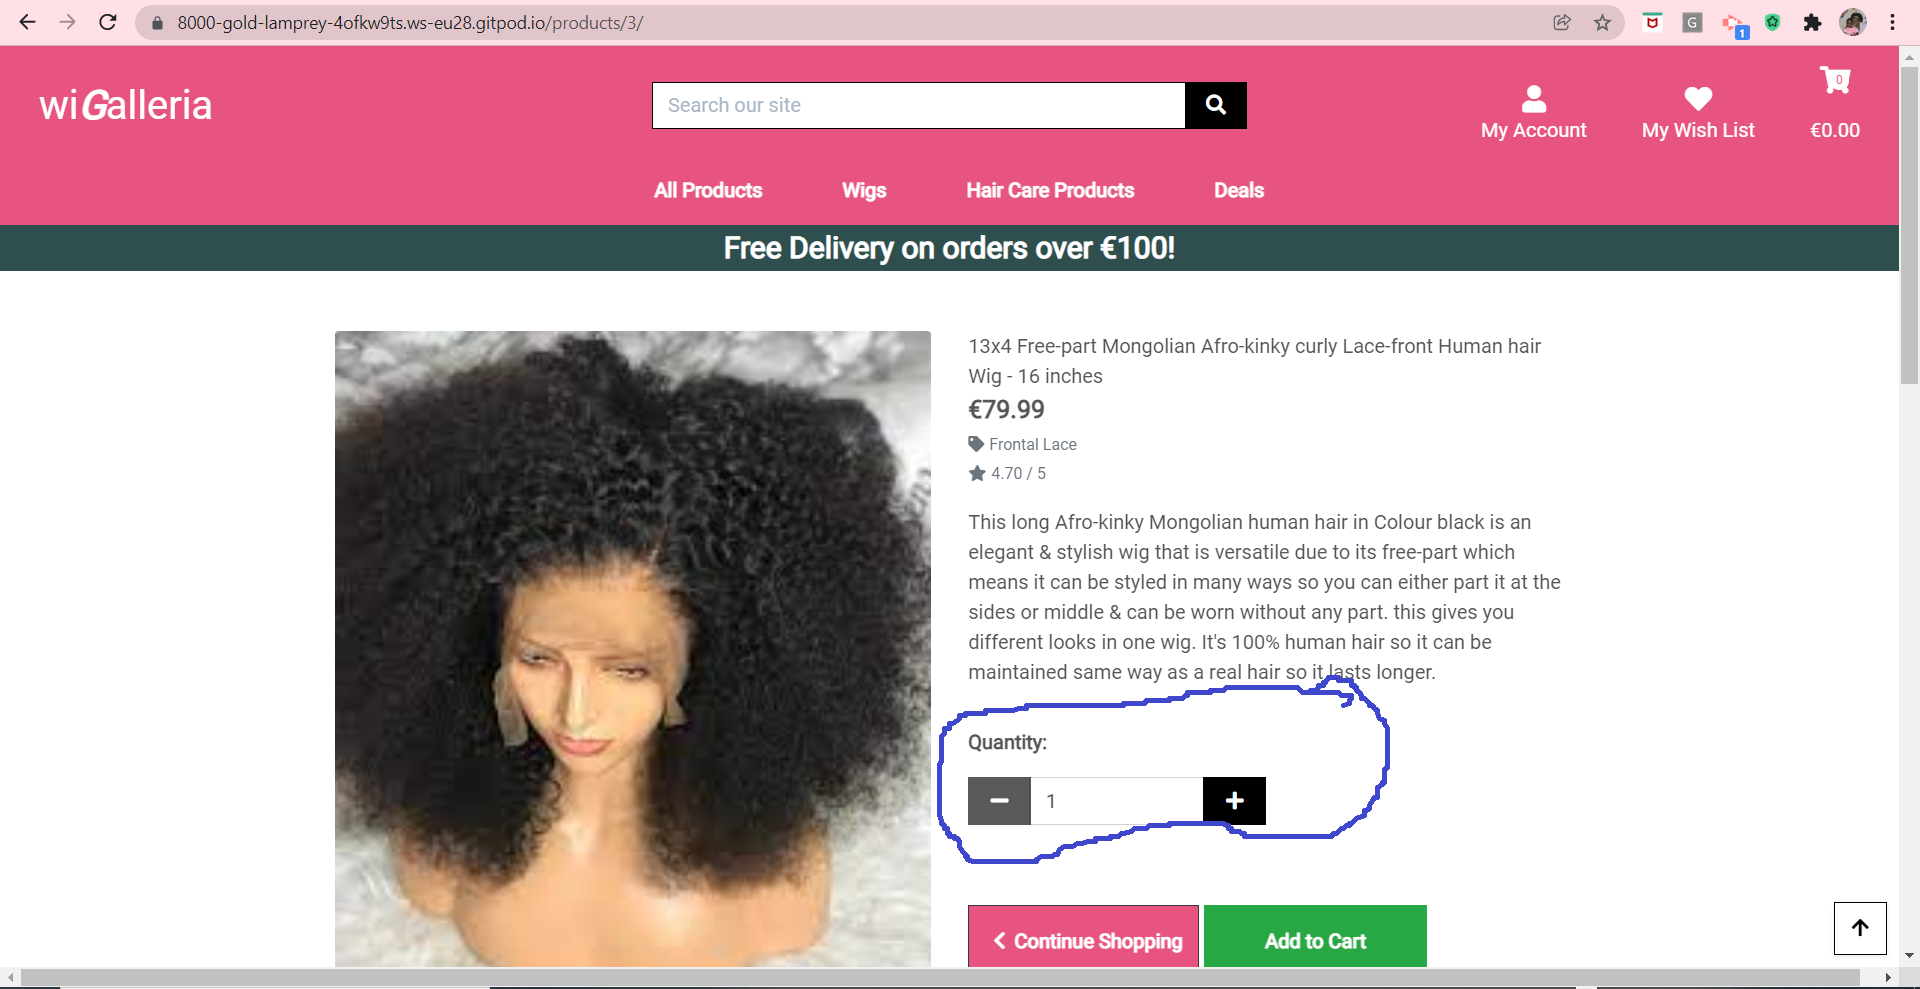 8000-gold-lamprey-4ofkw9ts.ws-eu28.gitpod.io/products/3/
G
1
wiGalleria
Search our site
My Account
My Wish List
0
€0.00
All Products
Wigs
Hair Care Products
Deals
Free Delivery on orders over €100!
13x4 Free-part Mongolian Afro-kinky curly Lace-front Human hair
Wig - 16 inches
€79.99
Frontal Lace
4.70 / 5
This long Afro-kinky Mongolian human hair in Colour black is an
elegant & stylish wig that is versatile due to its free-part which
means it can be styled in many ways so you can either part it at the
sides or middle & can be worn without any part. this gives you
different looks in one wig. It's 100% human hair so it can be
maintained same way as a real hair so it lasts longer.
Quantity:
1
Continue Shopping
Add to Cart